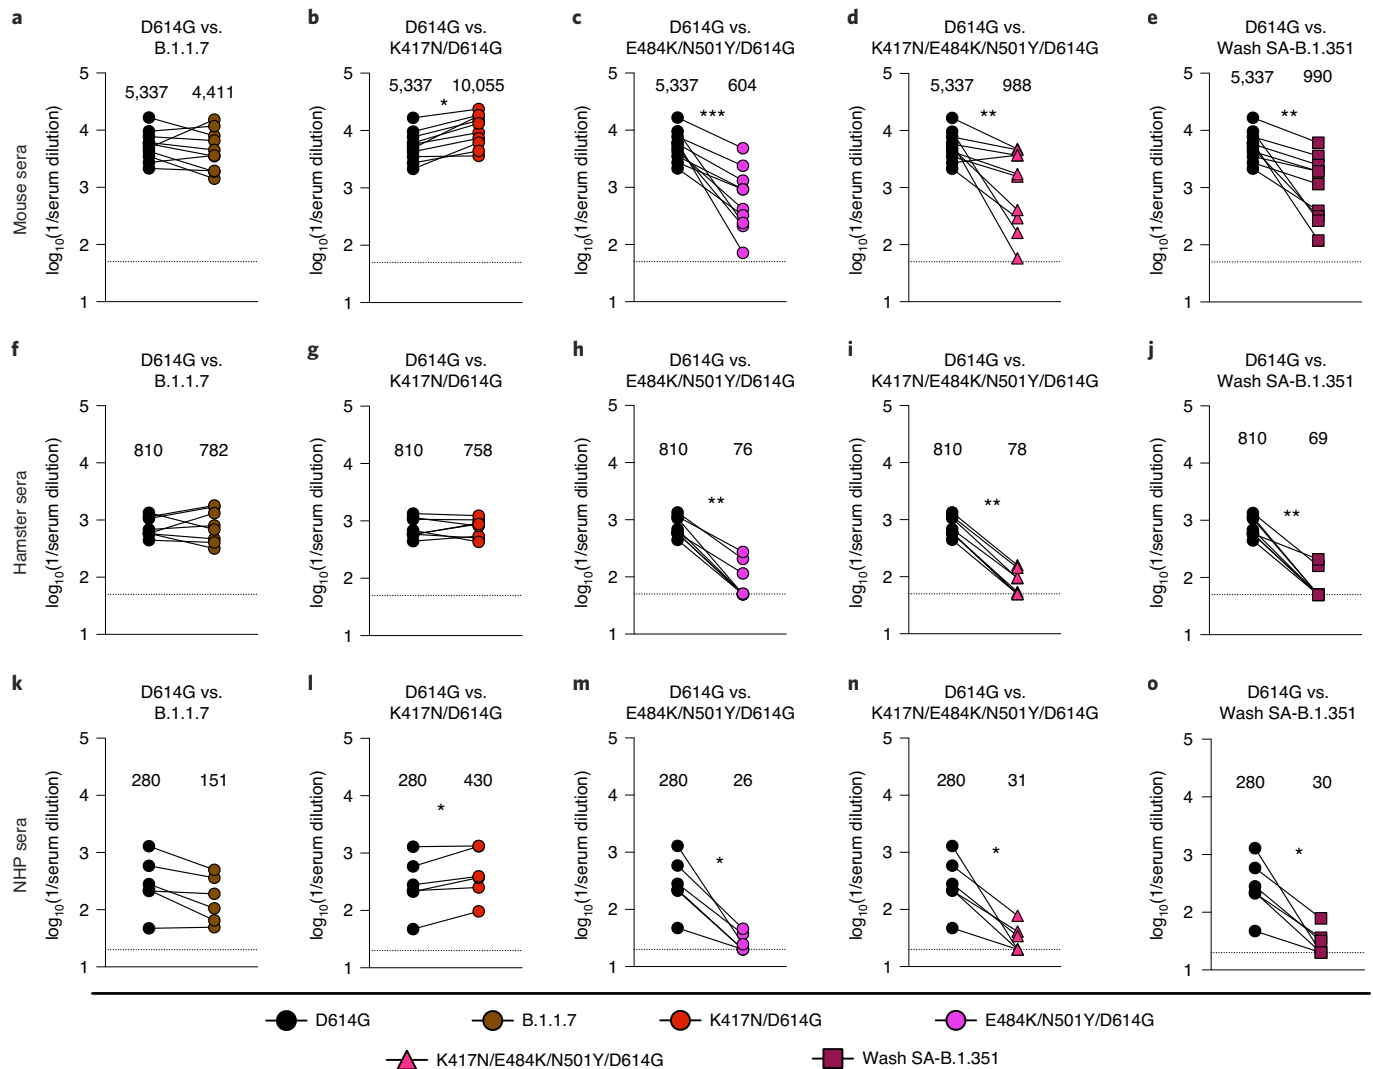 a
D614G vs.
B.1.1.7
b
D614G vs.
K417N/D614G
c
D614G vs.
E484K/N501Y/D614G
d
D614G vs.
K417N/E484K/N501Y/D614G
e
D614G vs.
Wash SA-B.1.351
Mouse sera
log10(1/serum dilution)
5
4
3
2
1
5,337 4,411
log10(1/serum dilution)
5
4
3
2
1
5,337 10,055
*
log10(1/serum dilution)
5
4
3
2
1
5,337 604
***
log10(1/serum dilution)
5
4
3
2
1
5,337 988
**
log10(1/serum dilution)
5
4
3
2
1
5,337 990
**
f
D614G vs.
B.1.1.7
g
D614G vs.
K417N/D614G
h
D614G vs.
E484K/N501Y/D614G
i
D614G vs.
K417N/E484K/N501Y/D614G
j
D614G vs.
Wash SA-B.1.351
Hamster sera
log10(1/serum dilution)
5
4
3
2
1
810 782
log10(1/serum dilution)
5
4
3
2
1
810 758
log10(1/serum dilution)
5
4
3
2
1
810 76
**
log10(1/serum dilution)
5
4
3
2
1
810 78
**
log10(1/serum dilution)
5
4
3
2
1
810 69
**
k
D614G vs.
B.1.1.7
l
D614G vs.
K417N/D614G
m
D614G vs.
E484K/N501Y/D614G
n
D614G vs.
K417N/E484K/N501Y/D614G
o
D614G vs.
Wash SA-B.1.351
NHP sera
log10(1/serum dilution)
5
4
3
2
1
280 151
log10(1/serum dilution)
5
4
3
2
1
280 430
*
log10(1/serum dilution)
5
4
3
2
1
280 26
*
log10(1/serum dilution)
5
4
3
2
1
280 31
*
log10(1/serum dilution)
5
4
3
2
1
280 30
*
D614G
B.1.1.7
K417N/D614G
E484K/N501Y/D614G
K417N/E484K/N501Y/D614G
Wash SA-B.1.351